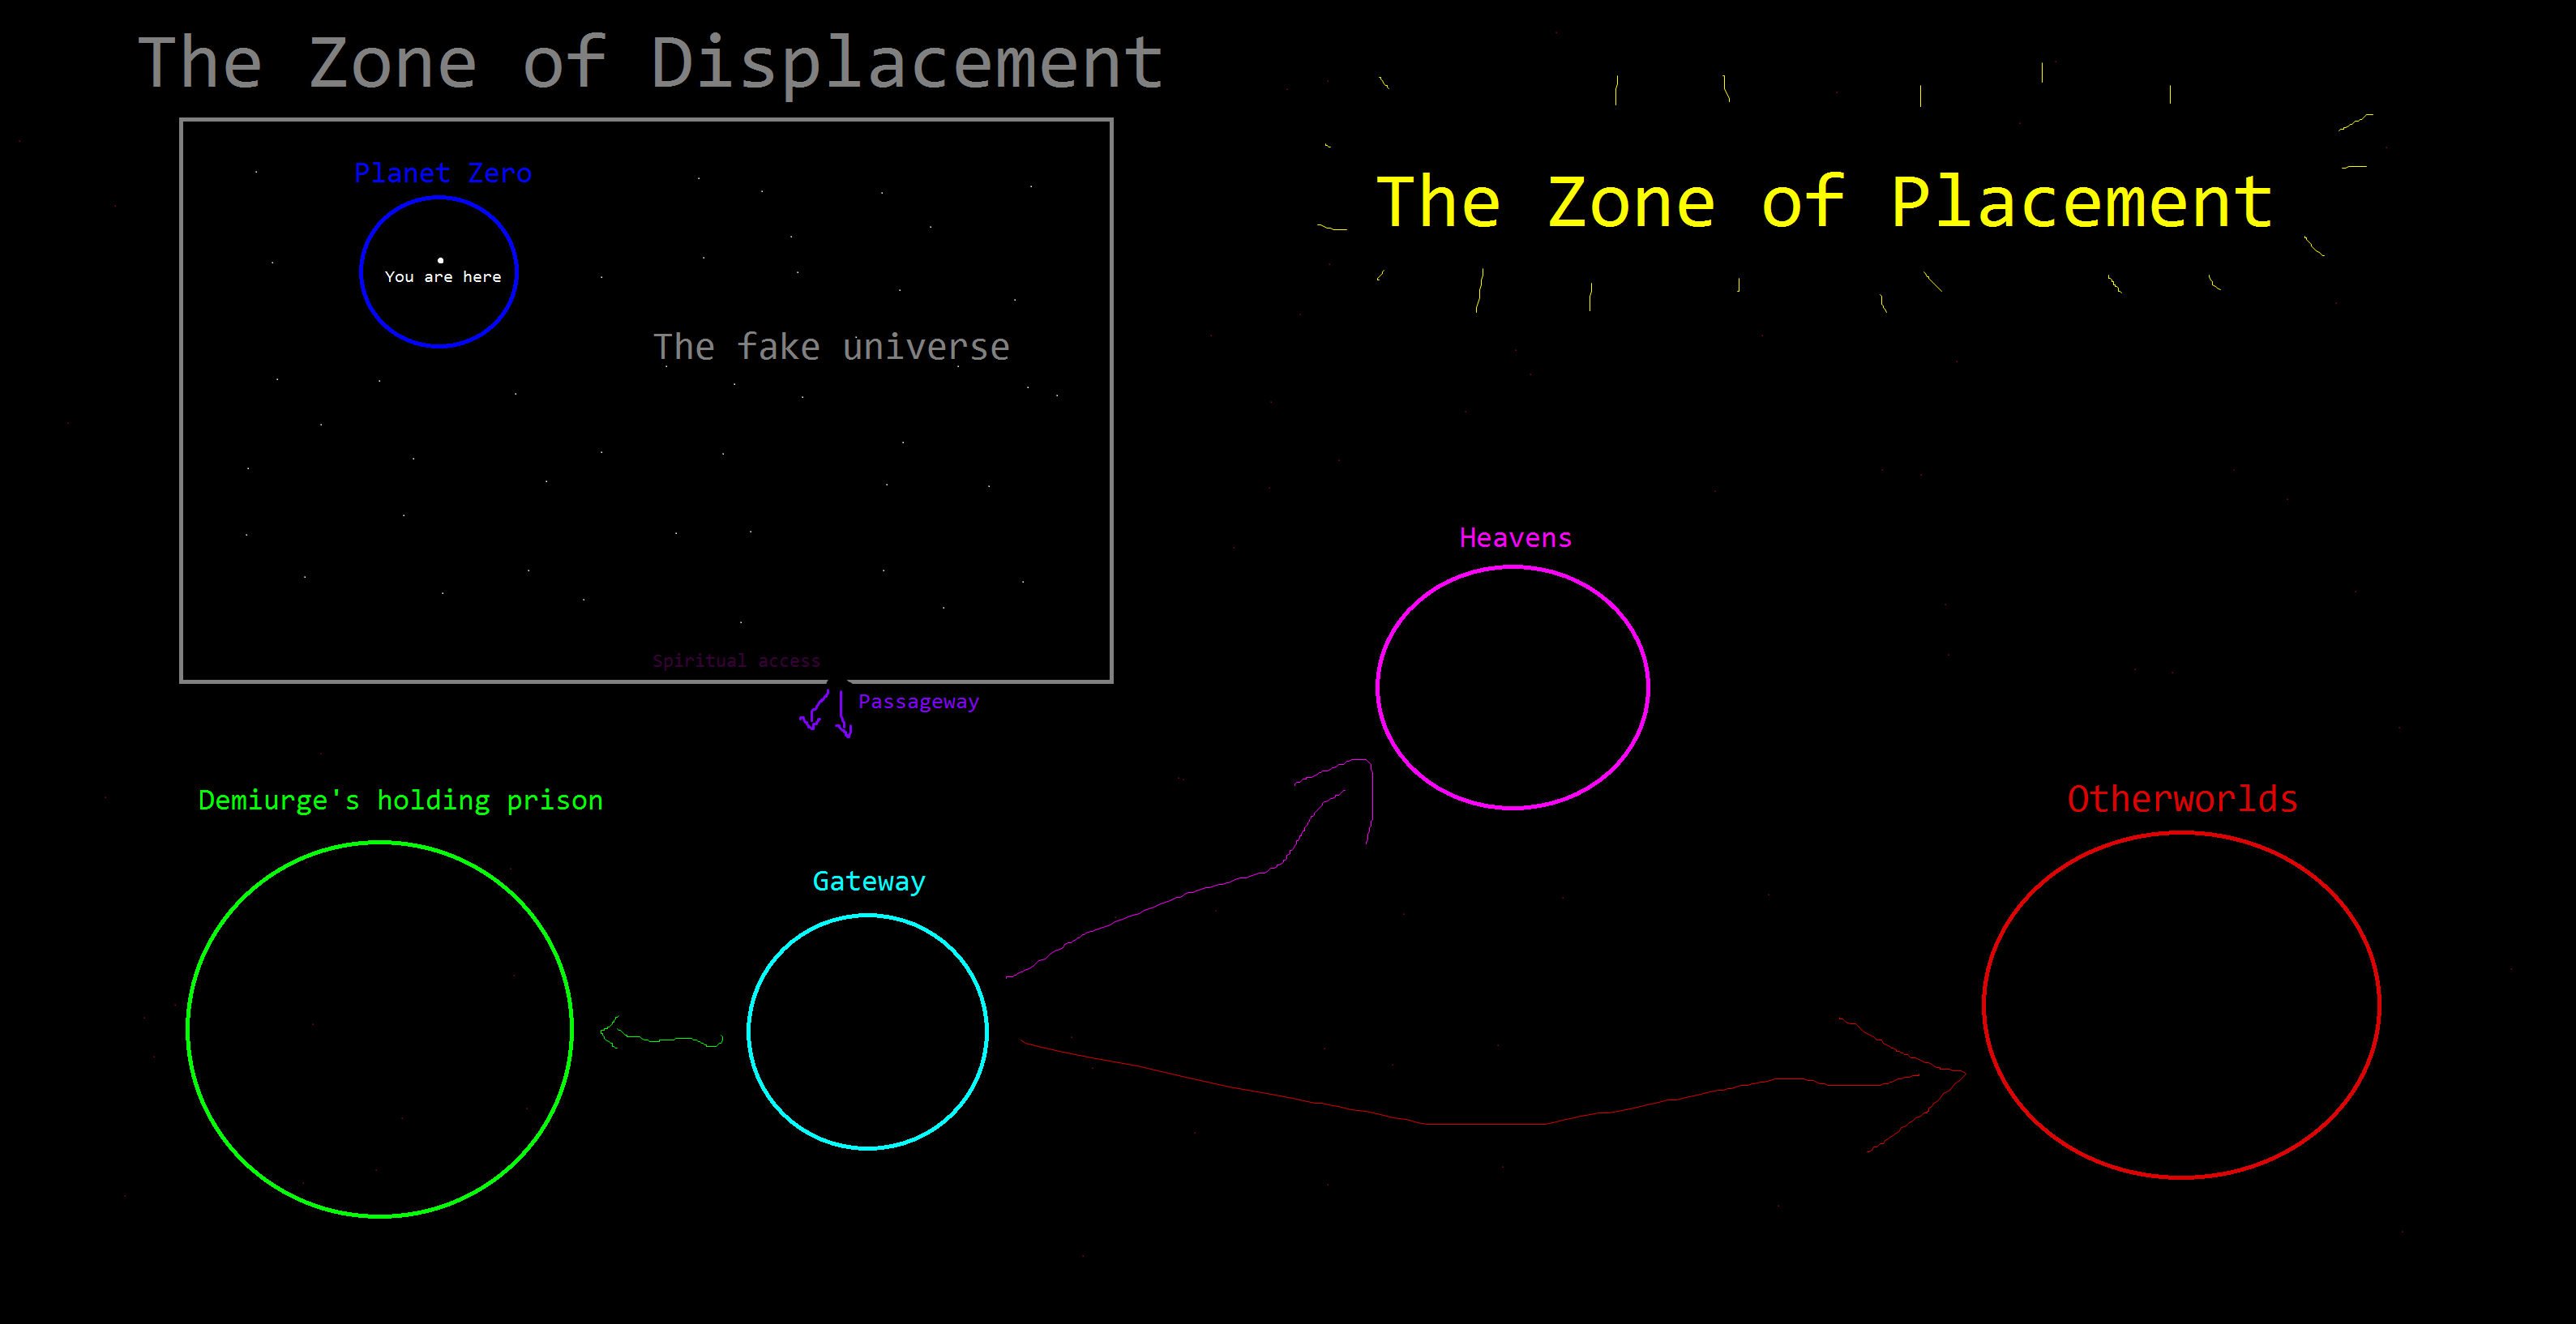 The Zone of Displacement
The Zone of Placement
Planet Zero
You are here
The fake universe
Spiritual access
Passageway
Heavens
Demiurge's holding prison
Gateway
Otherworlds